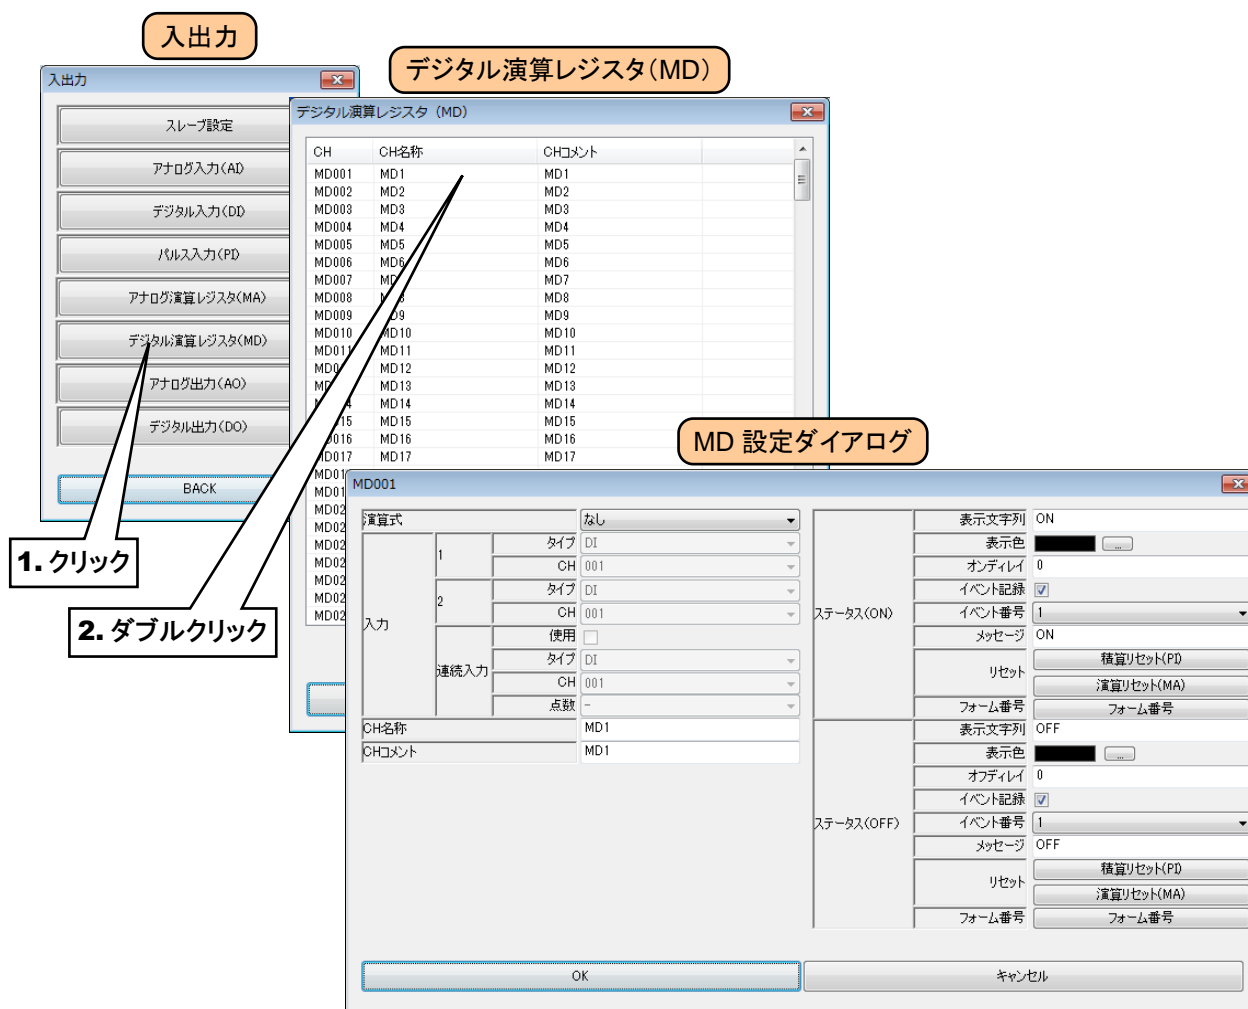 入出力
デジタル演算レジスタ(MD)
入出力
スレーブ設定
アナログ入力(AI)
デジタル入力(DI)
パルス入力(PI)
アナログ演算レジスタ(MA)
デジタル演算レジスタ(MD)
アナログ出力(AO)
デジタル出力(DO)
BACK
1. クリック
デジタル演算レジスタ (MD)
CH CH名称 CHコメント
MD001 MD1 MD1
MD002 MD2 MD2
MD003 MD3 MD3
MD004 MD4 MD4
MD005 MD5 MD5
MD006 MD6 MD6
MD007 MD7
MD008 MD8
MD009 MD9
MD010 MD10 MD10
MD011 MD11 MD11
MD12 MD12
MD13 MD13
MD14 MD14
MD15 MD15
MD16 MD16
MD017 MD17 MD17
MD01
MD01
MD02
MD02
MD02
MD02
MD02
MD02
MD02
2. ダブルクリック
MD 設定ダイアログ
MD001
演算式 なし
入力
1
タイプ DI
CH 001
2
タイプ DI
CH 001
連続入力
使用
タイプ DI
CH 001
点数 -
CH名称 MD1
CHコメント MD1
ステータス(ON)
表示文字列 ON
表示色 ...
オンディレイ 0
イベント記録
イベント番号 1
メッセージ ON
リセット
積算リセット(PI)
演算リセット(MA)
フォーム番号 フォーム番号
ステータス(OFF)
表示文字列 OFF
表示色 ...
オフディレイ 0
イベント記録
イベント番号 1
メッセージ OFF
リセット
積算リセット(PI)
演算リセット(MA)
フォーム番号 フォーム番号
OK
キャンセル